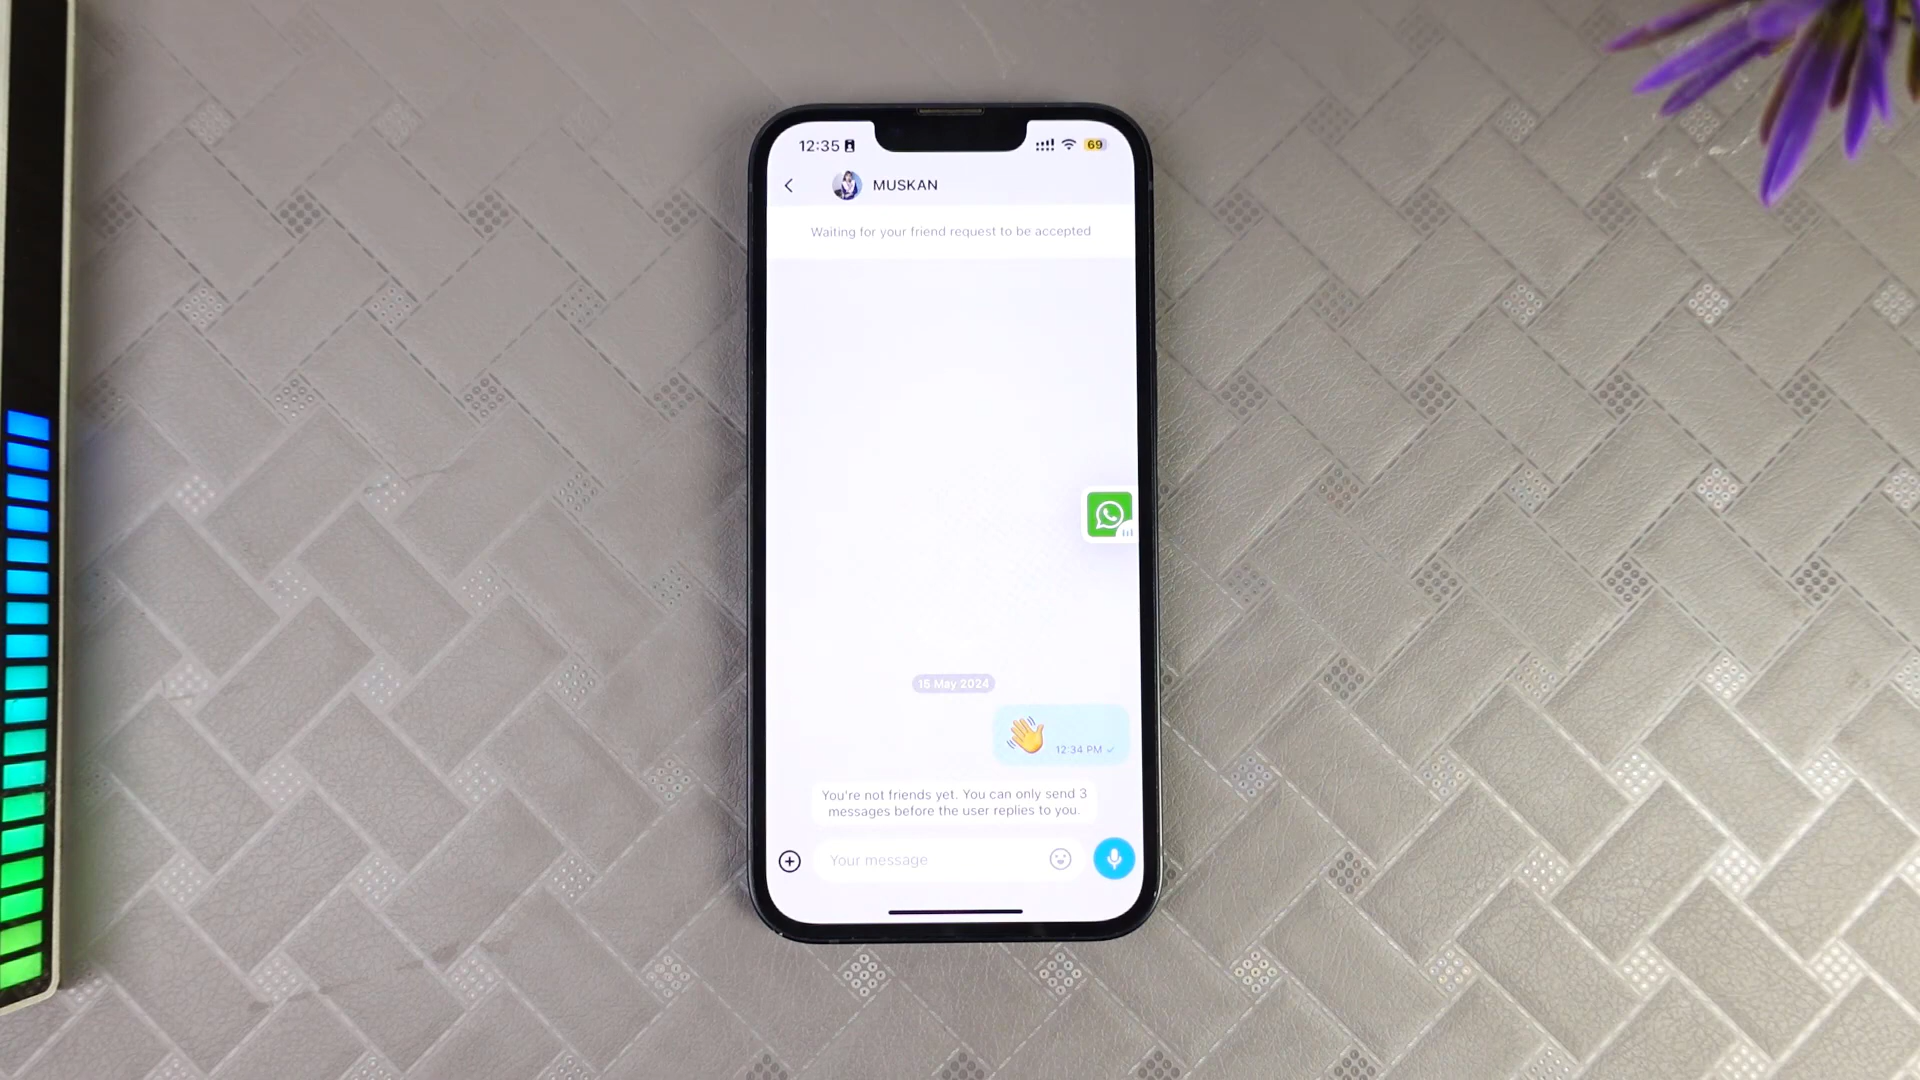 12:35
69
MUSKAN
Waiting for your friend request to be accepted
15 May 2024
12:34 PM
You're not friends yet. You can only send 3
messages before the user replies to you.
Your message